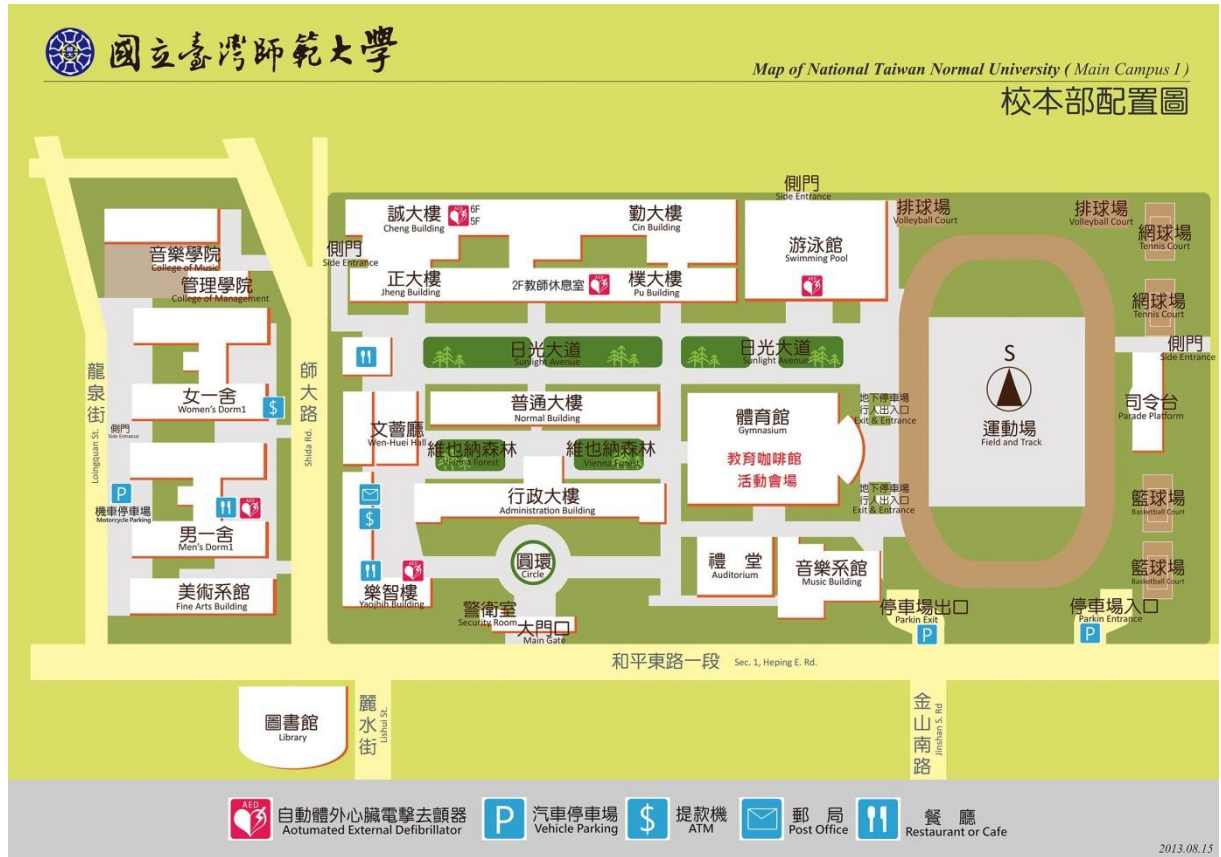 國立臺灣師範大學
Map of National Taiwan Normal University ( Main Campus I )
校本部配置圖
側門
Side Entrance
誠大樓
Cheng Building
6F
5F
勤大樓
Cin Building
排球場
Volleyball Court
排球場
Volleyball Court
網球場
Tennis Court
音樂學院
College of Music
側門
Side Entrance
游泳館
Swimming Pool
管理學院
College of Management
正大樓
Jheng Building
2F教師休息室
樸大樓
Pu Building
網球場
Tennis Court
日光大道
Sunlight Avenue
日光大道
Sunlight Avenue
側門
Side Entrance
S
龍泉街
Loingquan St.
師大路
Shida Rd.
女一舍
Women's Dorm1
$
文薈廳
Wen-Huei Hall
普通大樓
Normal Building
體育館
Gymnasium
地下停車場
行人出入口
Exit & Entrance
運動場
Field and Track
司令台
Parade Platform
側門
Side Entrance
維也納森林
Vienna Forest
維也納森林
Vienna Forest
教育咖啡館
活動會場
P
機車停車場
Motorcycle Parking
行政大樓
Administration Building
$
地下停車場
行人出入口
Exit & Entrance
籃球場
Basketball Court
男一舍
Men's Dorm1
圓環
Circle
禮 堂
Auditorium
音樂系館
Music Building
籃球場
Basketball Court
美術系館
Fine Arts Building
樂智樓
Yaojhih Building
警衛室
Security Room
大門口
Main Gate
停車場出口
Parkin Exit
P
停車場入口
Parkin Entrance
P
和平東路一段 Sec. 1, Heping E. Rd.
圖書館
Library
麗水街
Lishui St.
金山南路
Jinshan S. Rd
AED
自動體外心臟電擊去顫器
Aotumated External Defibrillator
P
汽車停車場
Vehicle Parking
$
提款機
ATM
郵 局
Post Office
餐 廳
Restaurant or Cafe
2013.08.15